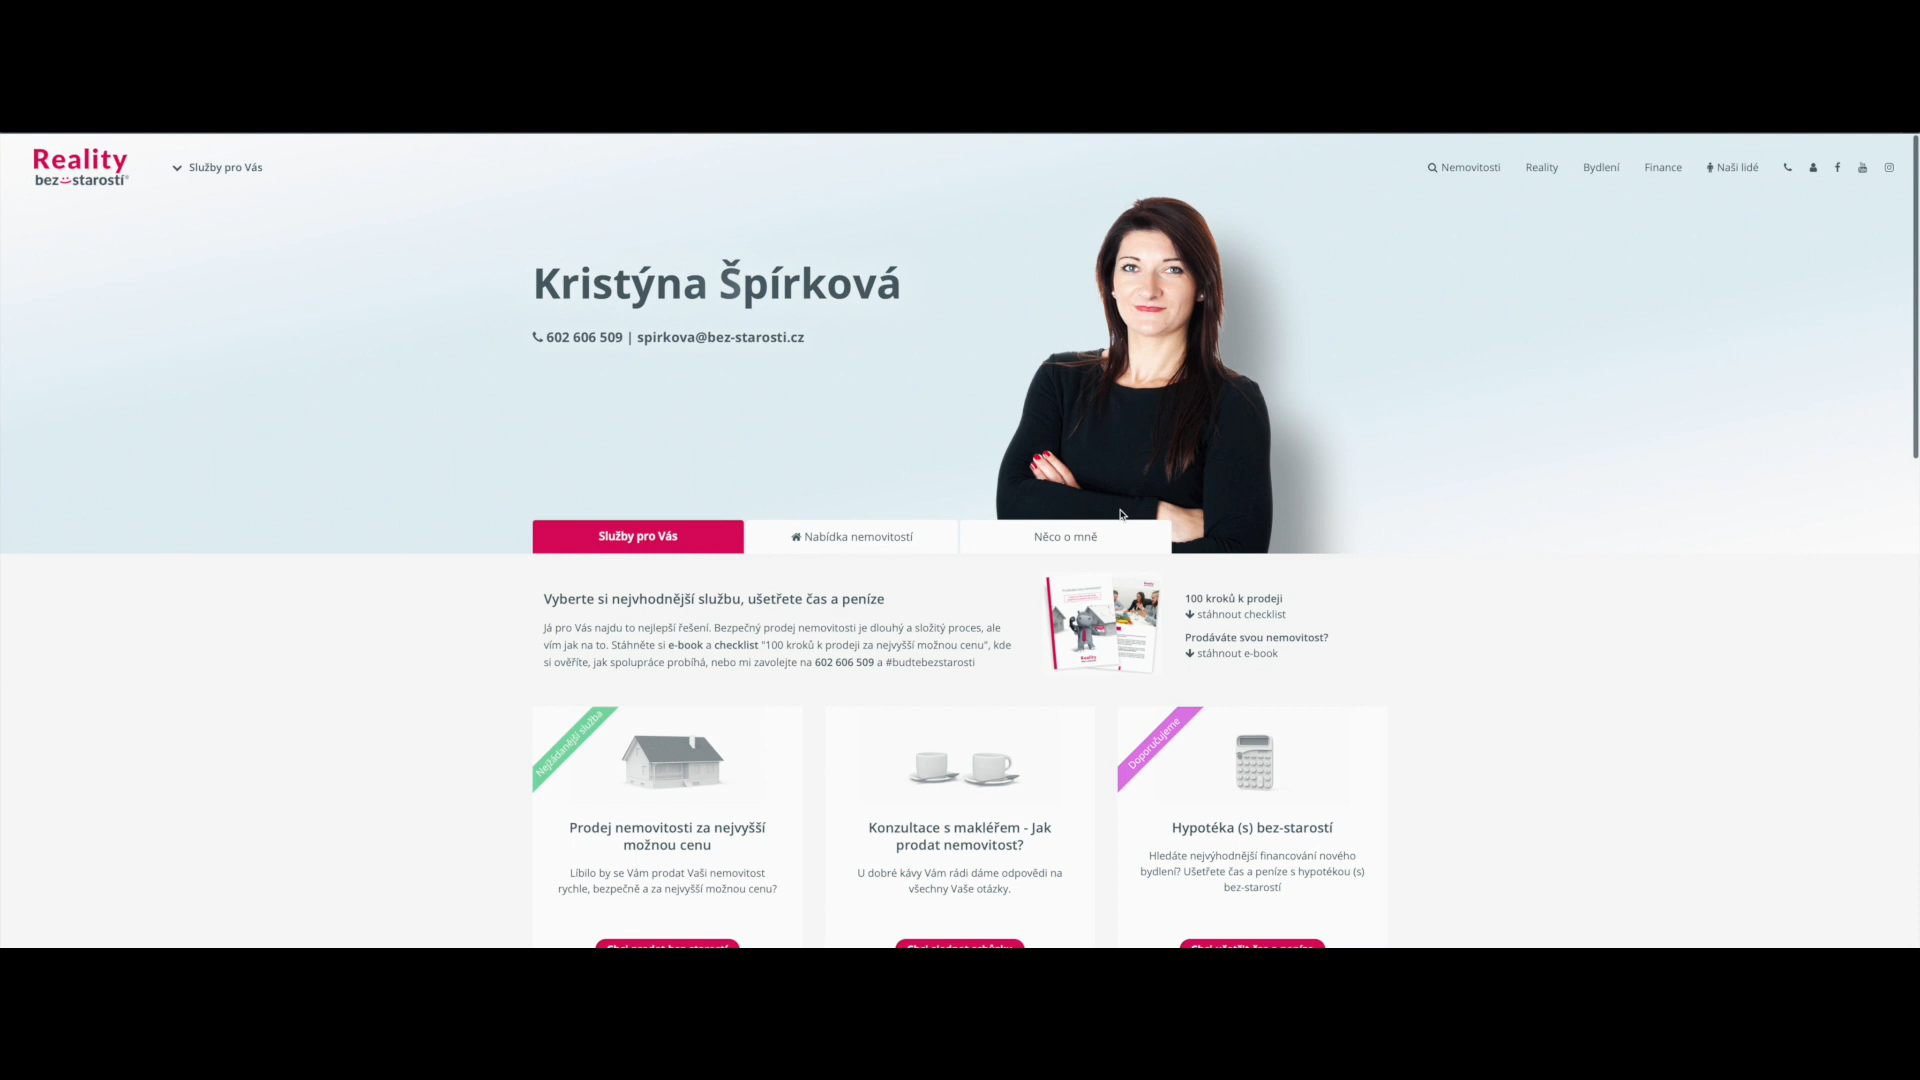 Reality
bez starostí®
Služby pro Vás
Nemovitosti
Reality
Bydlení
Finance
Naši lidé
Kristýna Špírková
602 606 509 | spirkova@bez-starosti.cz
Služby pro Vás
Nabídka nemovitostí
Něco o mně
Vyberte si nejvhodnější službu, ušetřete čas a peníze
Já pro Vás najdu to nejlepší řešení. Bezpečný prodej nemovitosti je dlouhý a složitý proces, ale
vím jak na to. Stáhněte si e-book a checklist "100 kroků k prodeji za nejvyšší možnou cenu", kde
si ověříte, jak spolupráce probíhá, nebo mi zavolejte na 602 606 509 a #budtebezstarosti
100 kroků k prodeji
stáhnout checklist
Prodáváte svou nemovitost?
stáhnout e-book
Nejžádanější služba
Prodej nemovitosti za nejvyšší
možnou cenu
Líbilo by se Vám prodat Vaši nemovitost
rychle, bezpečně a za nejvyšší možnou cenu?
Konzultace s makléřem - Jak
prodat nemovitost?
U dobré kávy Vám rádi dáme odpovědi na
všechny Vaše otázky.
Doporučujeme
Hypotéka (s) bez-starostí
Hledáte nejvýhodnější financování nového
bydlení? Ušetřete čas a peníze s hypotékou (s)
bez-starostí